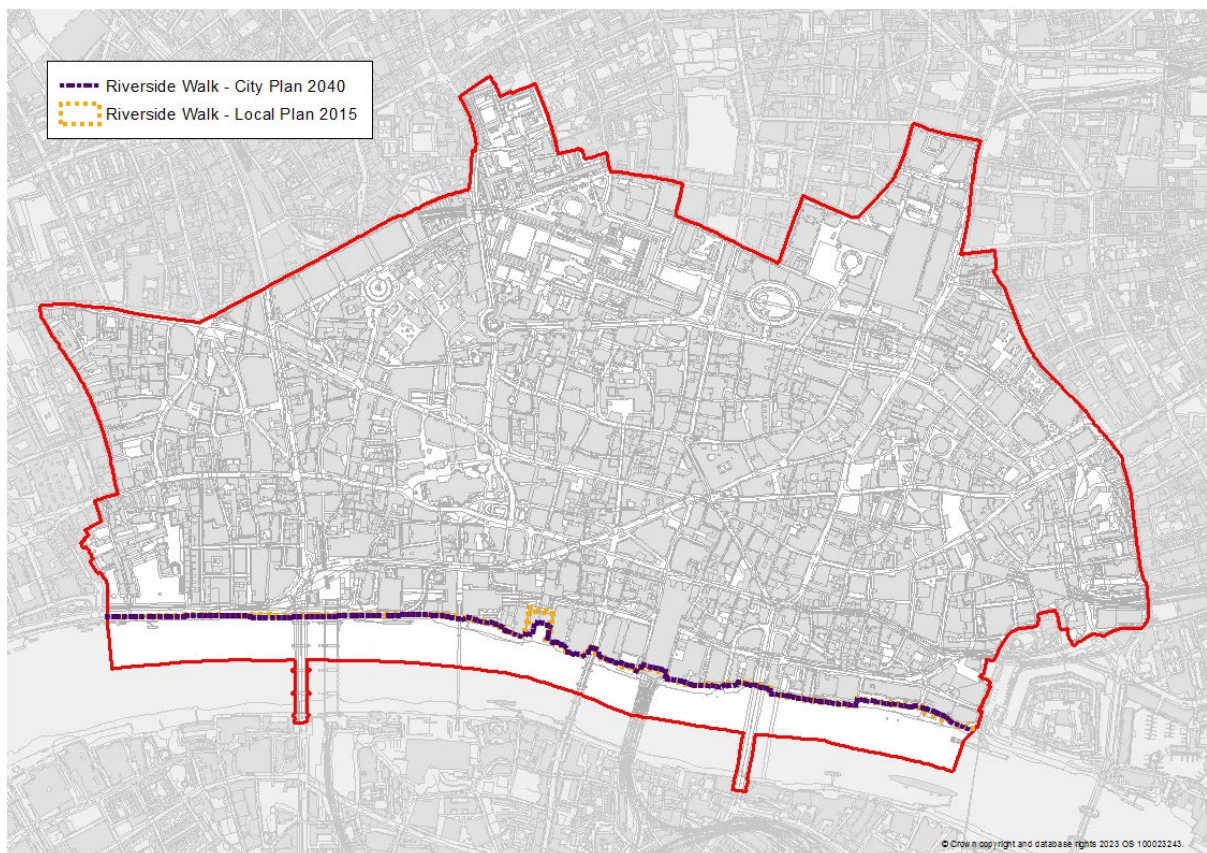 Riverside Walk - City Plan 2040
Riverside Walk - Local Plan 2015
© Crown copyright and database rights 2023 OS 100023243.